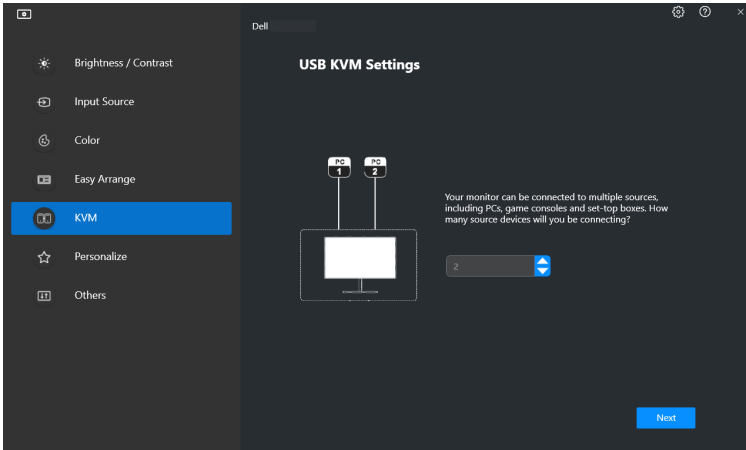 Dell
Brightness / Contrast
Input Source
Color
Easy Arrange
KVM
Personalize
Others
USB KVM Settings
PC
1
PC
2
Your monitor can be connected to multiple sources,
including PCs, game consoles and set-top boxes. How
many source devices will you be connecting?
2
Next